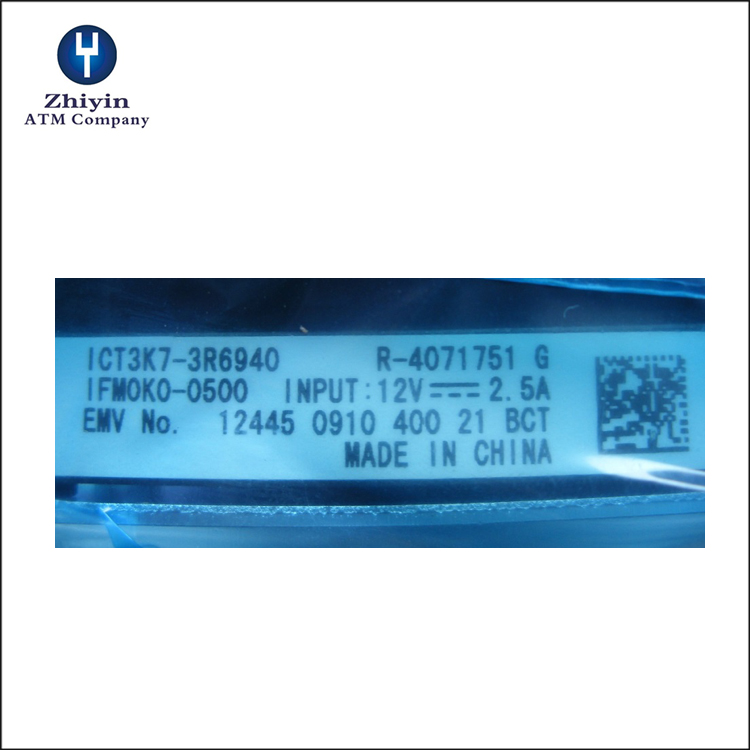 Zhiyin
ATM Company
ICT3K7-3R6940 R-4071751 G
IFM0K0-0500 INPUT:12V⎓2.5A
EMV No. 12445 0910 400 21 BCT
MADE IN CHINA